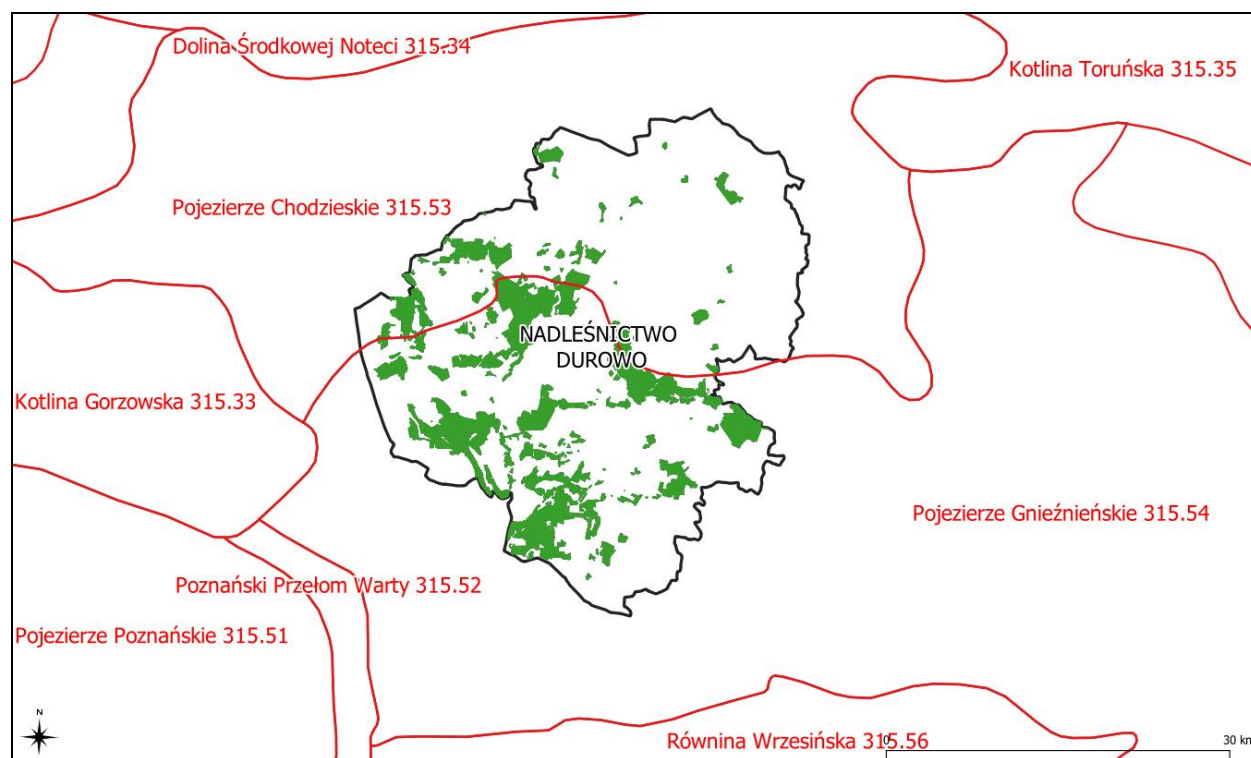 Dolina Środkowej Noteci 315.34
Kotlina Toruńska 315.35
Pojezierze Chodzieskie 315.53
NADLEŚNICTWO
DUROWO
Kotlina Gorzowska 315.33
Pojezierze Gnieźnieńskie 315.54
Poznański Przełom Warty 315.52
Pojezierze Poznańskie 315.51
N
Równina Wrzesińska 315.56
0 30 km